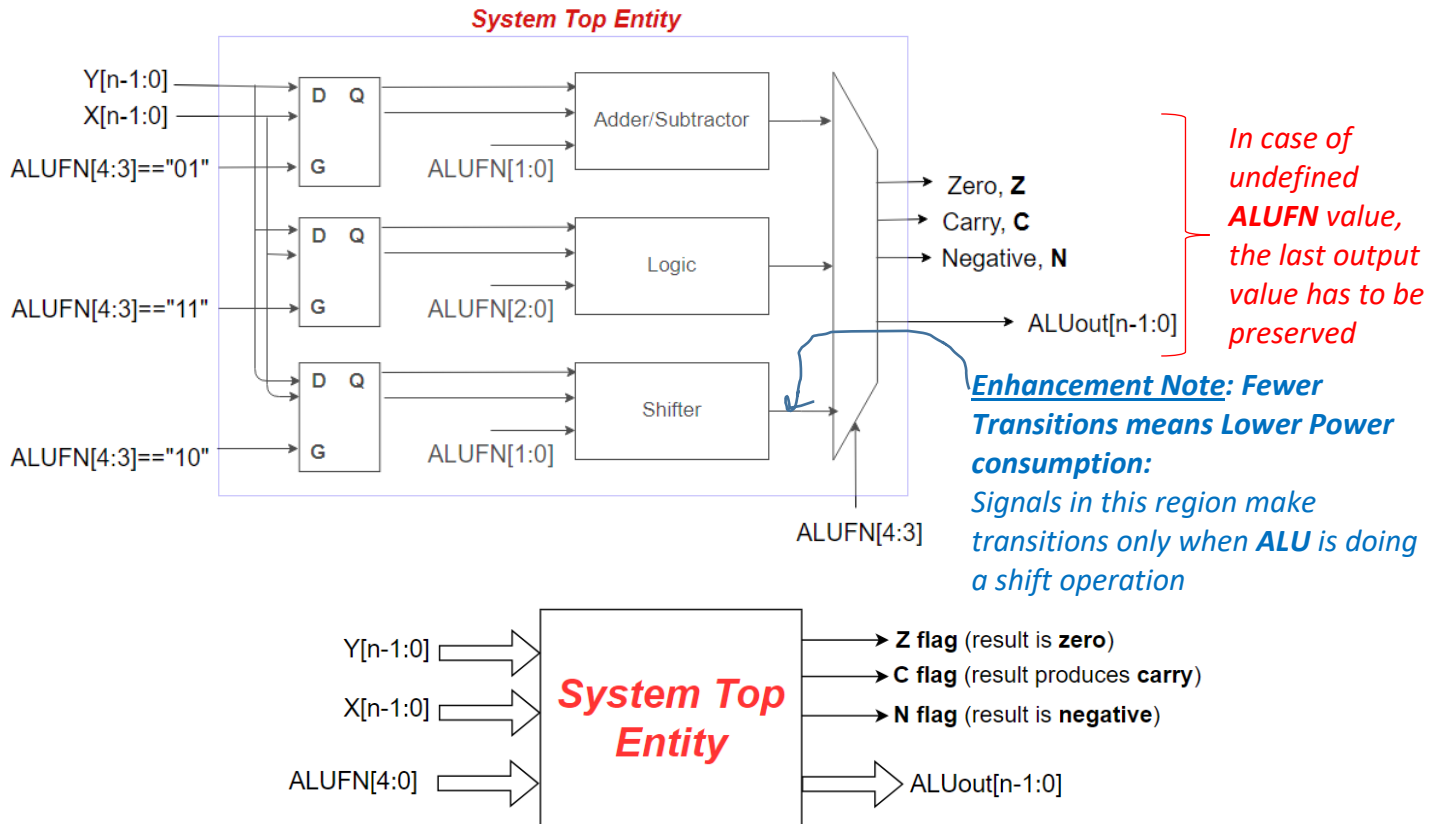 System Top Entity
Y[n-1:0]
X[n-1:0]
ALUFN[4:3]=="01"
D Q
G
ALUFN[1:0]
Adder/Subtractor
ALUFN[4:3]=="11"
D Q
G
ALUFN[2:0]
Logic
ALUFN[4:3]=="10"
D Q
G
ALUFN[1:0]
Shifter
ALUFN[4:3]
Zero, Z
Carry, C
Negative, N
ALUout[n-1:0]
In case of
undefined
ALUFN value,
the last output
value has to be
preserved
Enhancement Note: Fewer
Transitions means Lower Power
consumption:
Signals in this region make
transitions only when ALU is doing
a shift operation
Y[n-1:0]
X[n-1:0]
ALUFN[4:0]
System Top
Entity
Z flag (result is zero)
C flag (result produces carry)
N flag (result is negative)
ALUout[n-1:0]